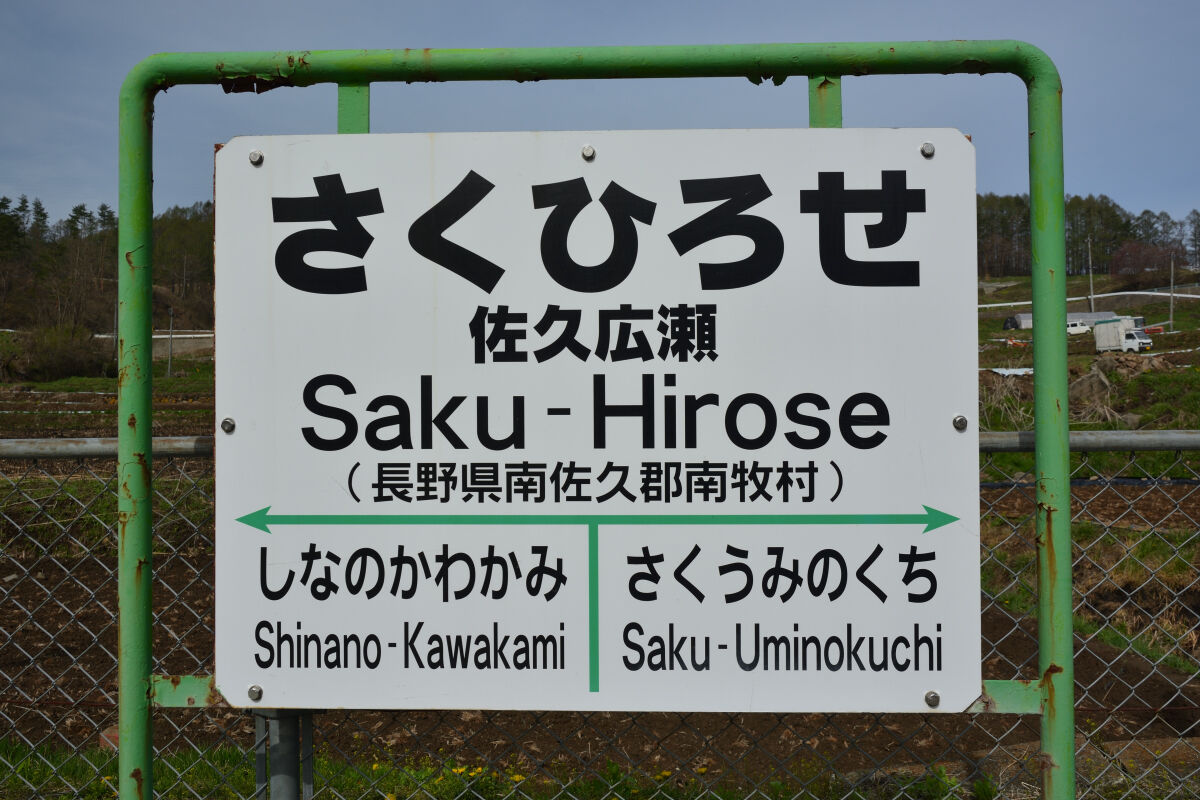 さくひろせ
佐久広瀬
Saku-Hirose
(長野県南佐久郡南牧村)
しなのかわかみ さくうみのくち
Shinano-Kawakami Saku-Uminokuchi